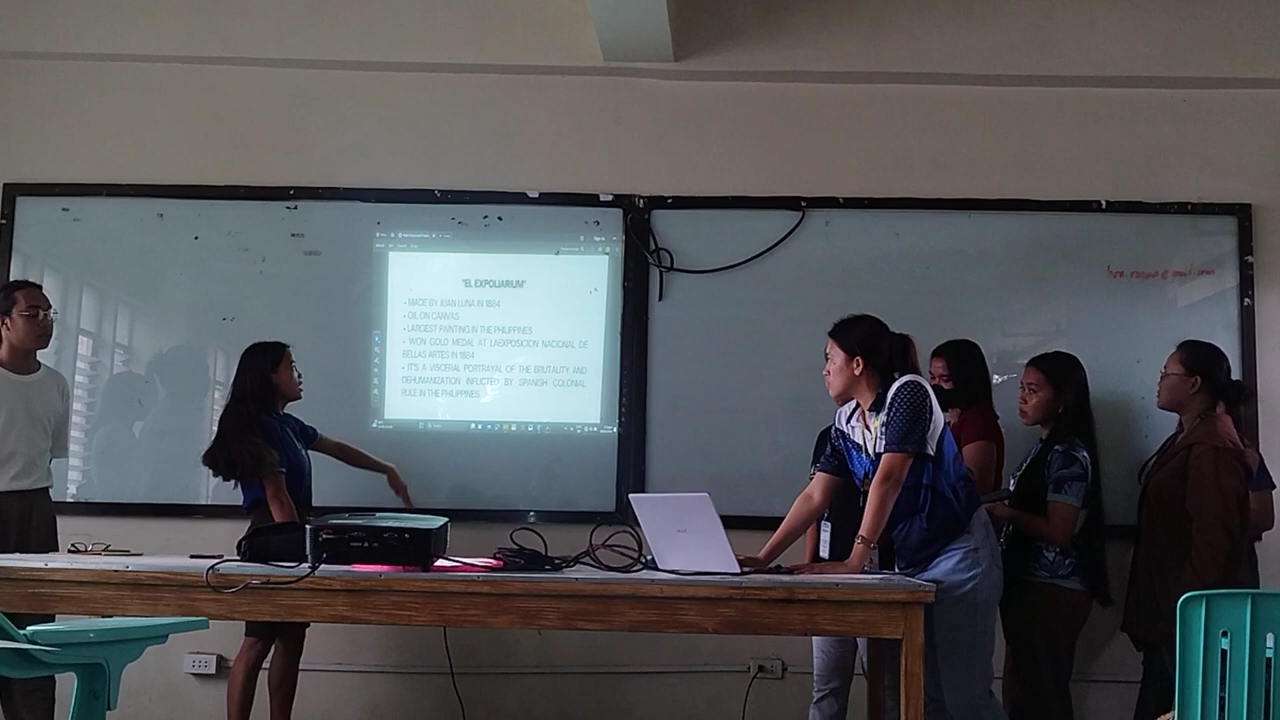 "EL EXPOLIARIUM"
• MADE BY JUAN LUNA IN 1884
• OIL ON CANVAS
• LARGEST PAINTING IN THE PHILIPPINES
• WON GOLD MEDAL AT LAEXPOSICION NACIONAL DE
BELLAS ARTES IN 1884
• IT'S A VISCERAL PORTRAYAL OF THE BRUTALITY AND
DEHUMANIZATION INFLICTED BY SPANISH COLONIAL
RULE IN THE PHILIPPINES.